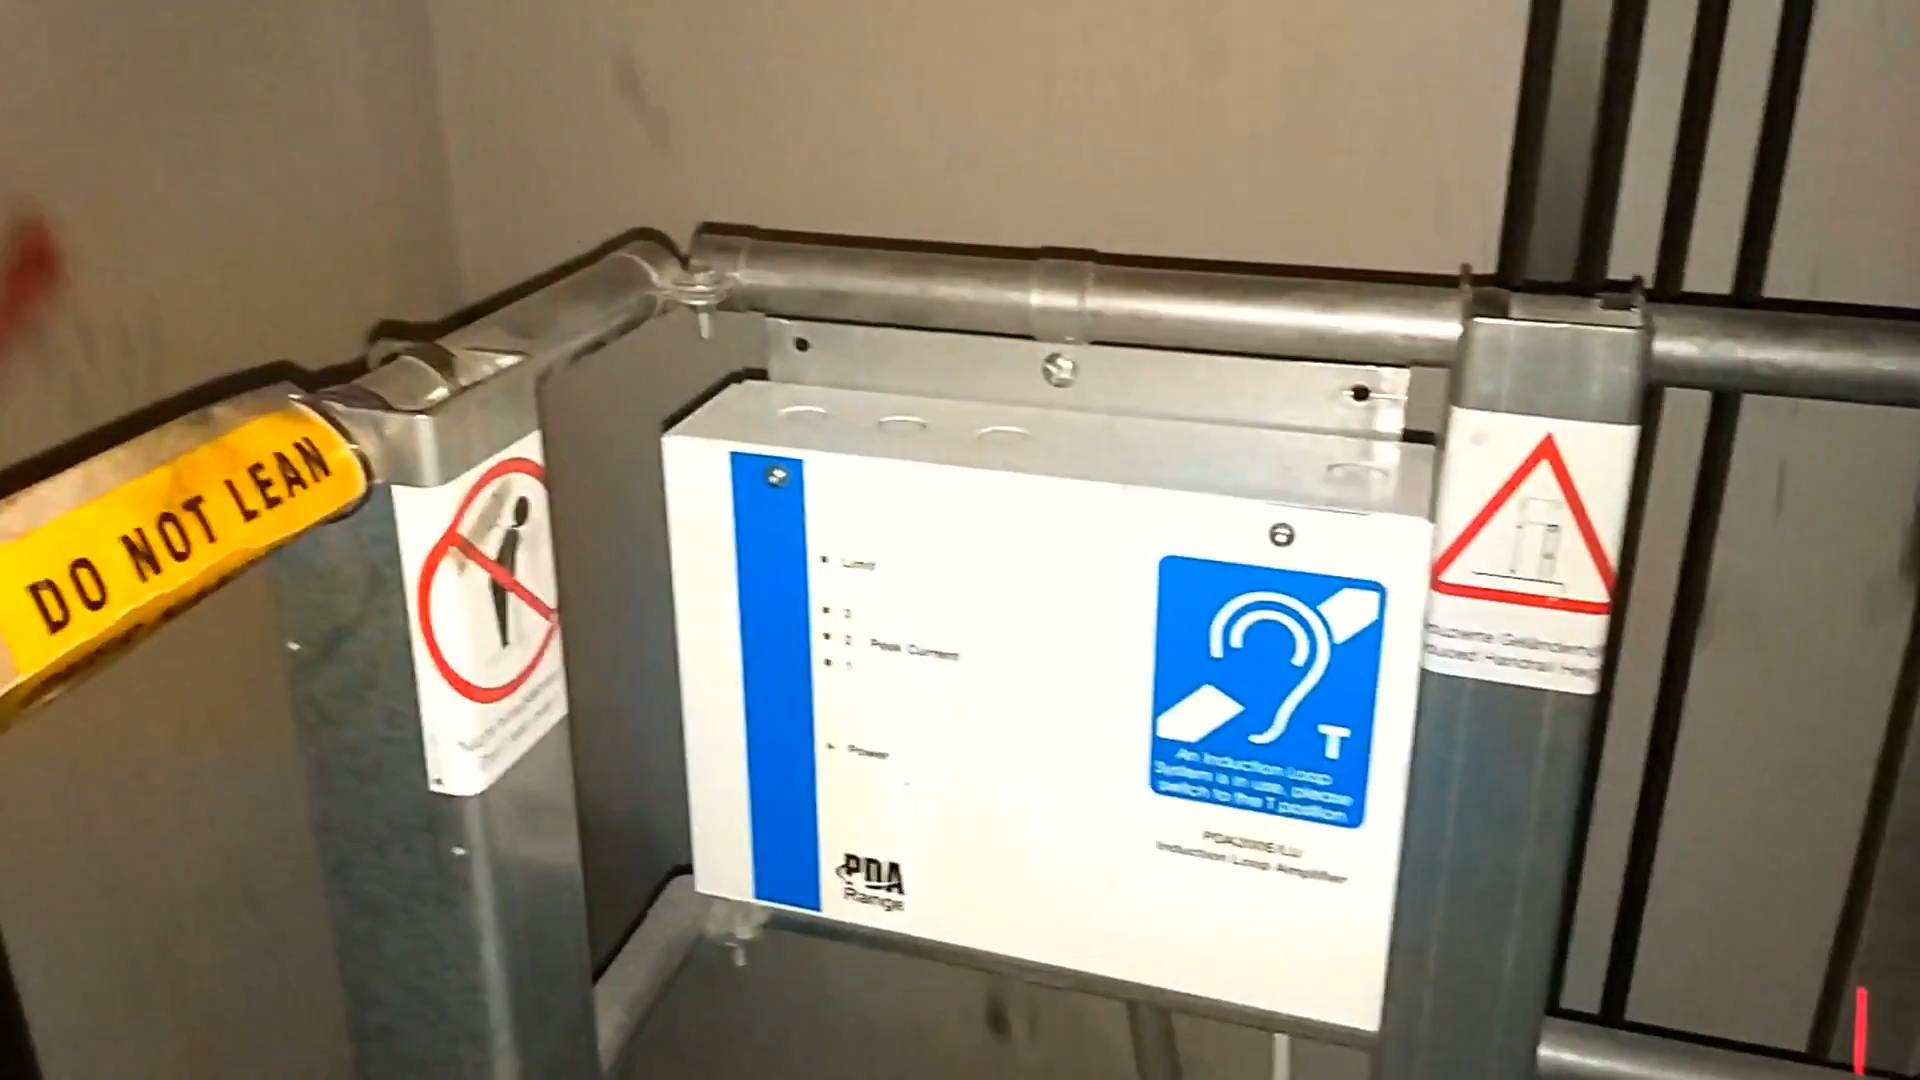 DO NOT LEAN
Limit
3
2 Peak Current
1
Power
PDA
Range
T
An Induction Loop
System is in use, please
switch to the T position
Induction Loop Amplifier